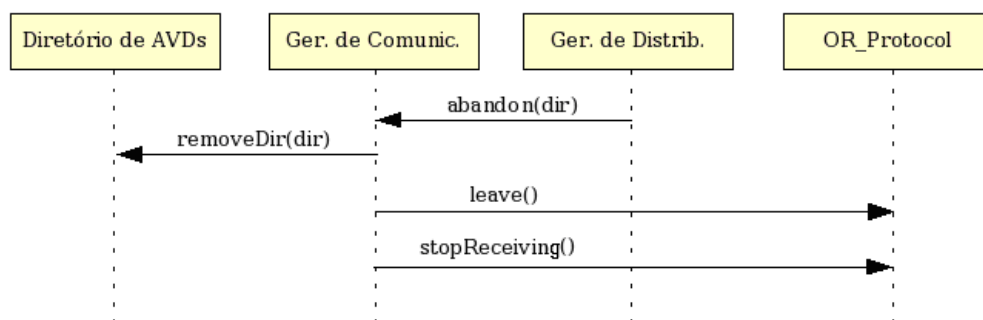 Diretório de AVDs
Ger. de Comunic.
Ger. de Distrib.
OR_Protocol
abandon(dir)
removeDir(dir)
leave()
stopReceiving()